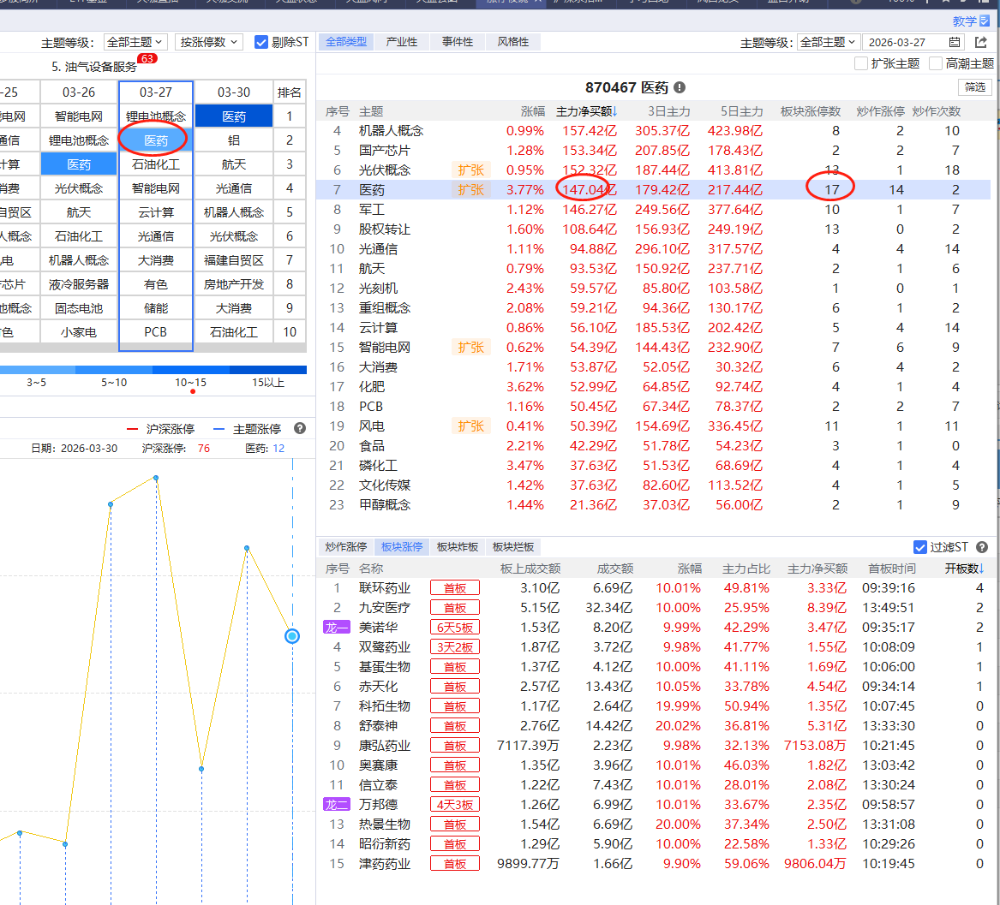 教学
主题等级： 全部主题 按涨停数 剔除ST
5. 油气设备服务 63
-25 03-26 03-27 03-30 排名
电网 智能电网 锂电池概念 医药 1
通信 锂电池概念 医药 铝 2
计算 医药 石油化工 航天 3
消费 光伏概念 智能电网 光通信 4
自贸区 航天 云计算 机器人概念 5
人概念 石油化工 光通信 光伏概念 6
电 机器人概念 大消费 福建自贸区 7
芯片 液冷服务器 有色 房地产开发 8
池概念 固态电池 储能 大消费 9
色 小家电 PCB 石油化工 10
3~5 5~10 10~15 15以上
沪深涨停 主题涨停
日期: 2026-03-30 沪深涨停: 76 医药: 12
全部类型 产业性 事件性 风格性 主题等级： 全部主题 2026-03-27
扩张主题 高潮主题
870467 医药 筛选
序号 主题 涨幅 主力净买额↓ 3日主力 5日主力 板块涨停数 炒作涨停 炒作次数
4 机器人概念 0.99% 157.42亿 305.37亿 423.98亿 8 2 10
5 国产芯片 1.28% 153.34亿 207.85亿 178.43亿 2 2 7
6 光伏概念 扩张 0.95% 152.32亿 187.44亿 413.81亿 13 1 18
7 医药 扩张 3.77% 147.04亿 179.42亿 217.44亿 17 14 2
8 军工 1.12% 146.27亿 249.56亿 377.64亿 10 1 7
9 股权转让 1.60% 108.64亿 156.93亿 249.19亿 13 0 2
10 光通信 1.11% 94.88亿 296.10亿 317.57亿 4 4 14
11 航天 0.79% 93.53亿 150.92亿 237.71亿 2 1 6
12 光刻机 2.43% 59.57亿 85.80亿 103.58亿 1 0 1
13 重组概念 2.08% 59.21亿 94.36亿 130.17亿 6 1 2
14 云计算 0.86% 56.10亿 185.53亿 202.42亿 5 4 14
15 智能电网 扩张 0.62% 54.39亿 144.43亿 232.90亿 7 6 9
16 大消费 1.71% 53.87亿 52.05亿 30.32亿 6 4 2
17 化肥 3.62% 52.99亿 64.85亿 92.74亿 4 1 4
18 PCB 1.16% 50.45亿 67.34亿 78.37亿 2 2 7
19 风电 扩张 0.41% 50.39亿 154.69亿 336.45亿 11 1 11
20 食品 2.21% 42.29亿 51.78亿 54.23亿 3 1 0
21 磷化工 3.47% 37.63亿 51.53亿 68.69亿 4 1 4
22 文化传媒 1.42% 37.63亿 82.60亿 113.52亿 4 1 5
23 甲醇概念 1.44% 21.36亿 37.03亿 56.00亿 2 1 9
炒作涨停 板块涨停 板块炸板 板块烂板 过滤ST
序号 名称 板上成交额 成交额 涨幅 主力占比 主力净买额 首板时间 开板数↓
1 联环药业 首板 3.10亿 6.69亿 10.01% 49.81% 3.33亿 09:39:16 4
2 九安医疗 首板 5.15亿 32.34亿 10.00% 25.95% 8.39亿 13:49:51 2
龙一 美诺华 6天5板 1.53亿 8.20亿 9.99% 42.29% 3.47亿 09:35:17 2
4 双鹭药业 3天2板 1.87亿 3.72亿 9.98% 41.77% 1.55亿 10:08:09 1
5 基蛋生物 首板 1.37亿 4.12亿 10.00% 41.11% 1.69亿 10:06:00 1
6 赤天化 首板 2.57亿 13.43亿 10.05% 33.78% 4.54亿 09:34:14 1
7 科拓生物 首板 1.17亿 2.64亿 19.99% 50.94% 1.35亿 10:07:45 0
8 舒泰神 首板 2.76亿 14.42亿 20.02% 36.81% 5.31亿 13:33:30 0
9 康弘药业 首板 7117.39万 2.23亿 9.98% 32.13% 7153.08万 10:21:45 0
10 奥赛康 首板 1.35亿 3.96亿 10.01% 46.03% 1.82亿 13:03:42 0
11 信立泰 首板 1.22亿 7.43亿 10.01% 28.01% 2.08亿 13:30:24 0
龙二 万邦德 4天3板 1.26亿 6.99亿 10.01% 33.67% 2.35亿 09:58:57 0
13 热景生物 首板 1.54亿 6.69亿 20.00% 37.34% 2.50亿 13:31:08 0
14 昭衍新药 首板 1.29亿 5.90亿 10.00% 22.58% 1.33亿 10:29:26 0
15 津药药业 首板 9899.77万 1.66亿 9.90% 59.06% 9806.04万 10:19:45 0